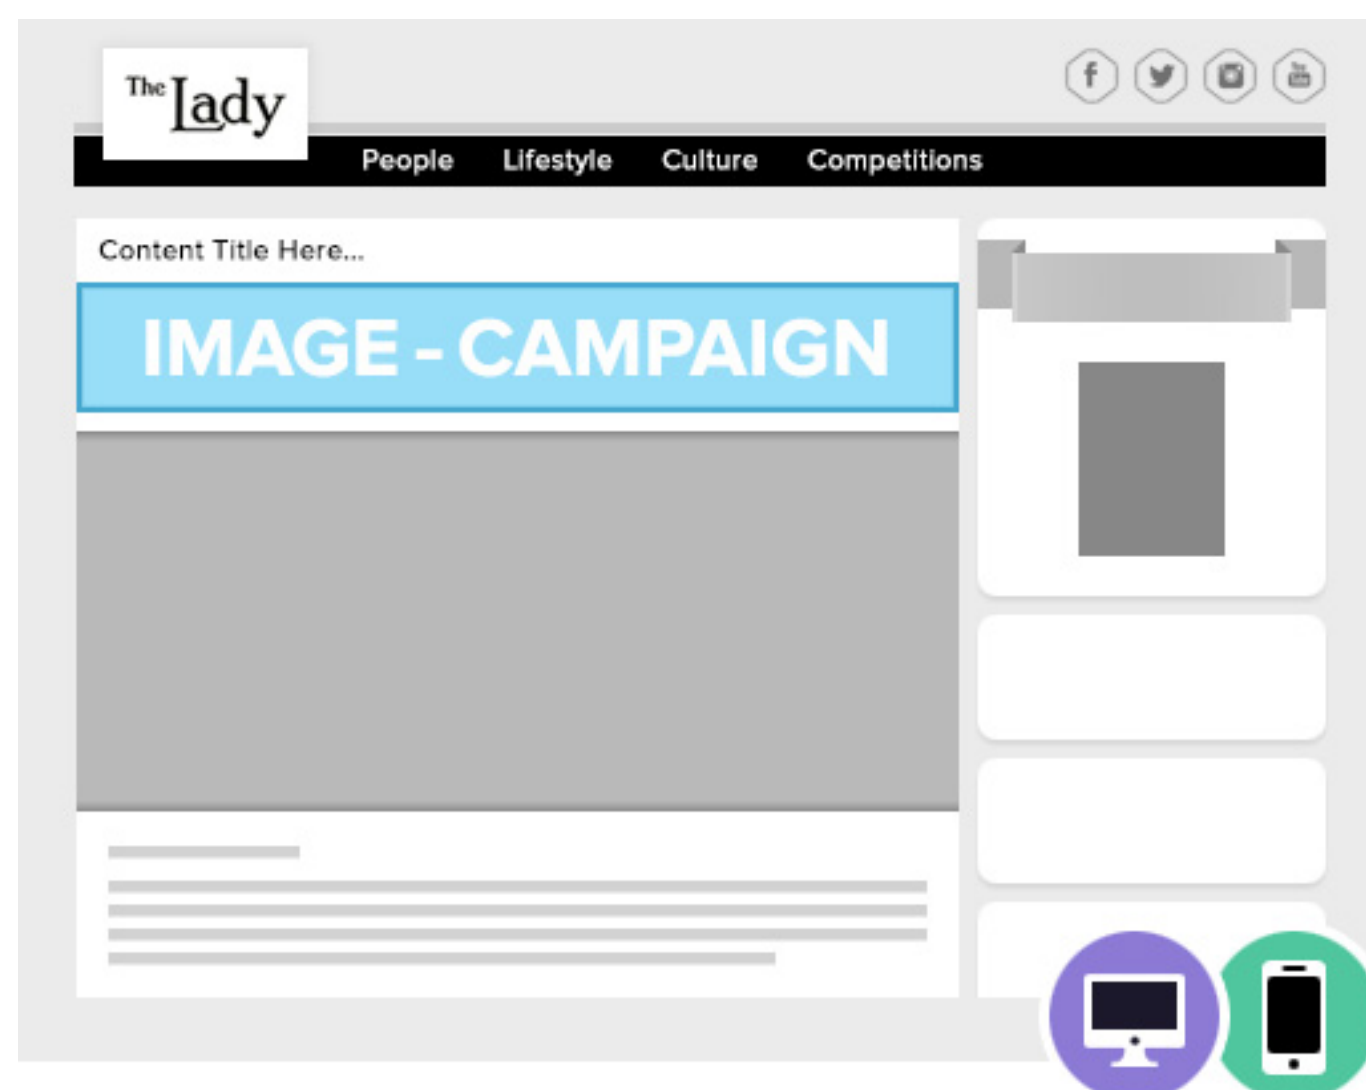 The Lady
People Lifestyle Culture Competitions
Content Title Here...
IMAGE - CAMPAIGN